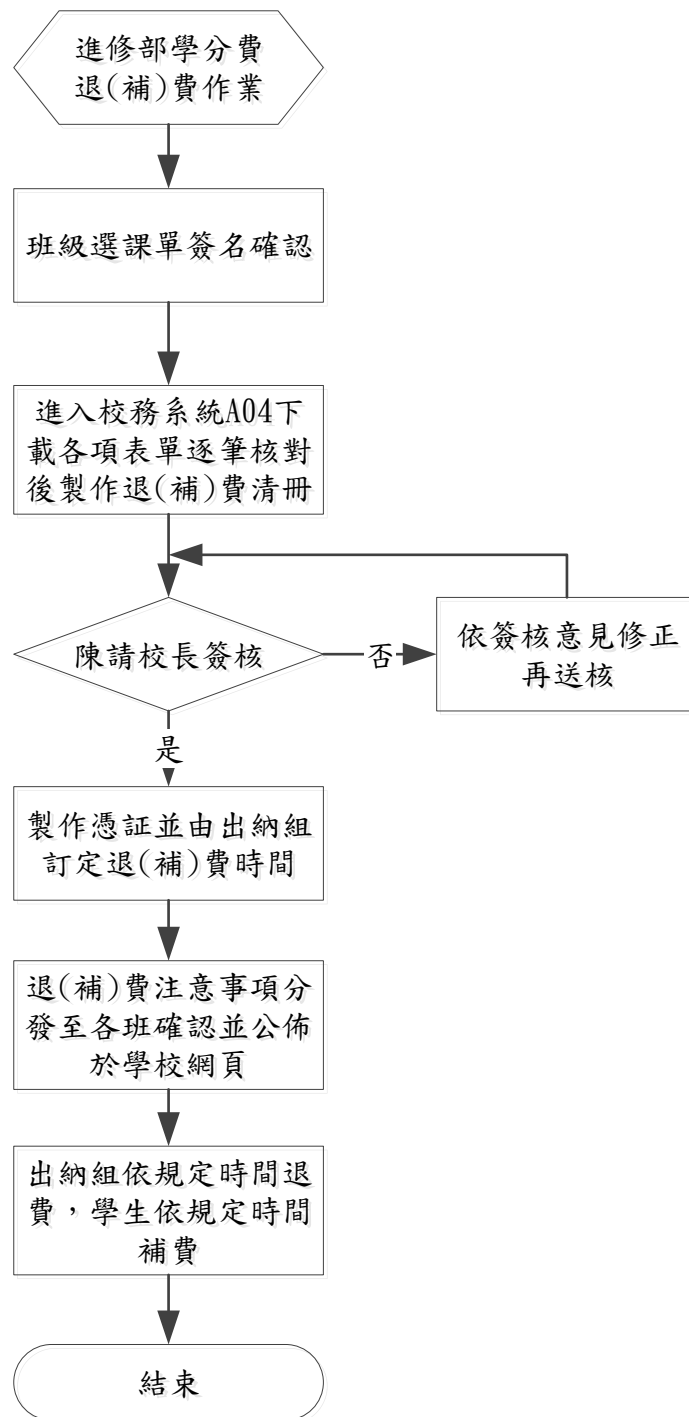 進修部學分費
退(補)費作業
班級選課單簽名確認
進入校務系統A04下
載各項表單逐筆核對
後製作退(補)費清冊
陳請校長簽核
否
依簽核意見修正
再送核
是
製作憑証並由出納組
訂定退(補)費時間
退(補)費注意事項分
發至各班確認並公佈
於學校網頁
出納組依規定時間退
費，學生依規定時間
補費
結束